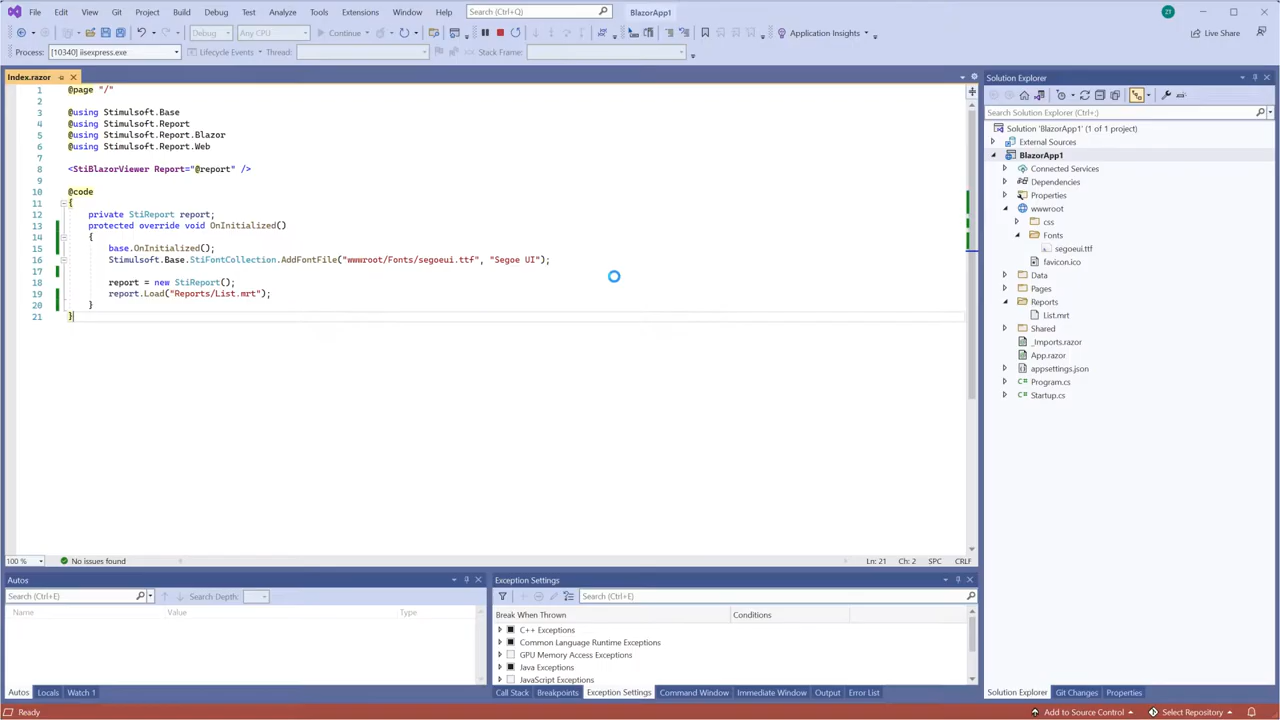 File Edit View Git Project Build Debug Test Analyze Tools Extensions Window Help Search (Ctrl+Q) BlazorApp1 ZT
Debug Any CPU Continue Application Insights Live Share
Process: [10340] iisexpress.exe Lifecycle Events Thread: Stack Frame:
Index.razor
1 @page "/"
2
3 @using Stimulsoft.Base
4 @using Stimulsoft.Report
5 @using Stimulsoft.Report.Blazor
6 @using Stimulsoft.Report.Web
7
8 <StiBlazorViewer Report="@report" />
9
10 @code
11 {
12 private StiReport report;
13 protected override void OnInitialized()
14 {
15 base.OnInitialized();
16 Stimulsoft.Base.StiFontCollection.AddFontFile("wwwroot/Fonts/segoeui.ttf", "Segoe UI");
17
18 report = new StiReport();
19 report.Load("Reports/List.mrt");
20 }
21 }
100 % No issues found Ln: 21 Ch: 2 SPC CRLF
Solution Explorer
Search Solution Explorer (Ctrl+;)
Solution 'BlazorApp1' (1 of 1 project)
External Sources
BlazorApp1
Connected Services
Dependencies
Properties
wwwroot
css
Fonts
segoeui.ttf
favicon.ico
Data
Pages
Reports
List.mrt
Shared
_Imports.razor
App.razor
appsettings.json
C# Program.cs
C# Startup.cs
Solution Explorer Git Changes Properties
Autos
Search (Ctrl+E) Search Depth:
Name Value Type
Autos Locals Watch 1
Exception Settings
Search (Ctrl+E)
Break When Thrown Conditions
C++ Exceptions
Common Language Runtime Exceptions
GPU Memory Access Exceptions
Java Exceptions
JavaScript Exceptions
Call Stack Breakpoints Exception Settings Command Window Immediate Window Output Error List
Ready Add to Source Control Select Repository